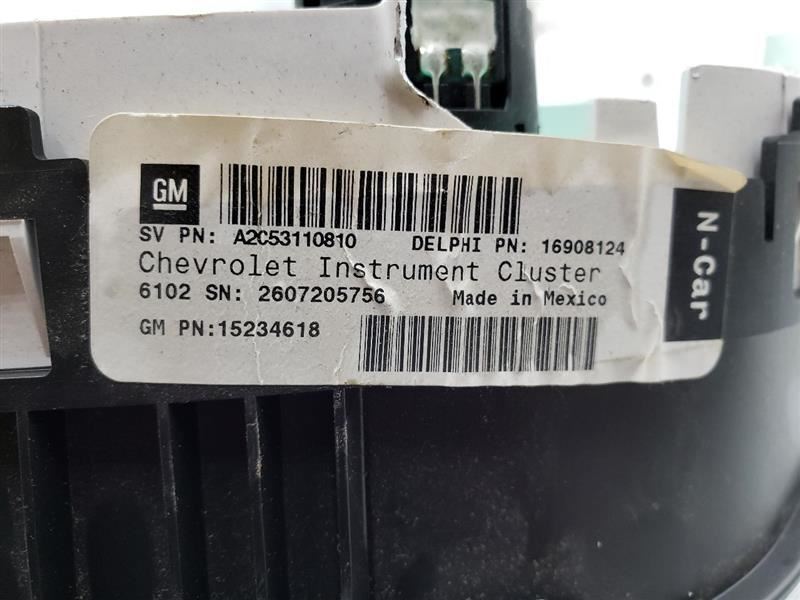 GM
SV PN: A2C53110810 DELPHI PN: 16908124
Chevrolet Instrument Cluster
6102 SN: 2607205756 Made in Mexico
GM PN:15234618
N-Car